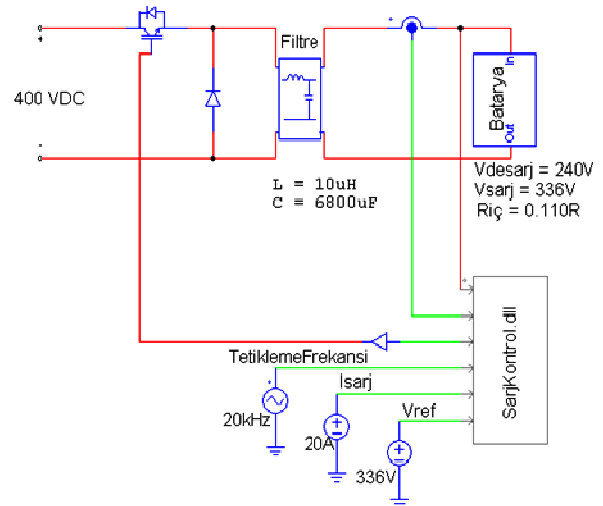 Filtre
400 VDC
Batarya
In
Out
L = 10uH
C = 6800uF
Vdesarj = 240V
Vsarj = 336V
Riç = 0.110R
SarjKontrol.dll
TetiklemeFrekansi
20kHz
Isarj
20A
Vref
336V